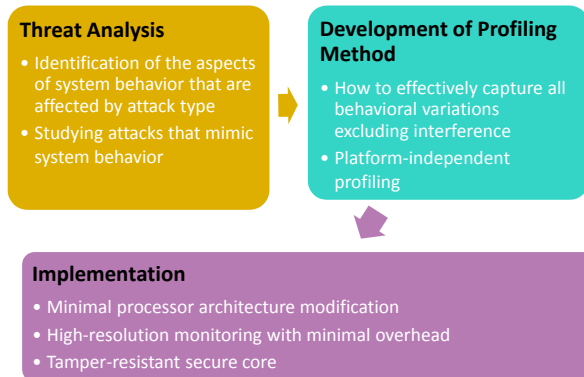 Threat Analysis
• Identification of the aspects
of system behavior that are
affected by attack type
• Studying attacks that mimic
system behavior
Development of Profiling
Method
• How to effectively capture all
behavioral variations
excluding interference
• Platform-independent
profiling
Implementation
• Minimal processor architecture modification
• High-resolution monitoring with minimal overhead
• Tamper-resistant secure core